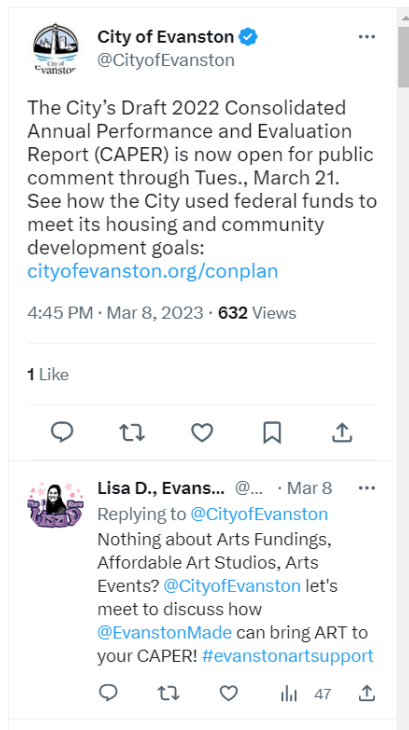 City of Evanston
@CityofEvanston
City of
Evanston
The City's Draft 2022 Consolidated
Annual Performance and Evaluation
Report (CAPER) is now open for public
comment through Tues., March 21.
See how the City used federal funds to
meet its housing and community
development goals:
cityofevanston.org/conplan
4:45 PM · Mar 8, 2023 · 632 Views
1 Like
Lisa D., Evans... @... · Mar 8
Replying to @CityofEvanston
Nothing about Arts Fundings,
Affordable Art Studios, Arts
Events? @CityofEvanston let's
meet to discuss how
@EvanstonMade can bring ART to
your CAPER! #evanstonartsupport
47